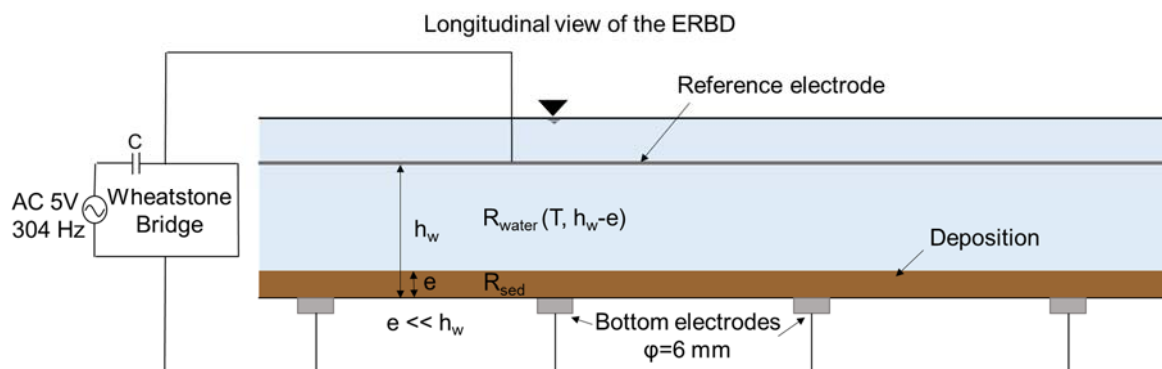 Longitudinal view of the ERBD
Reference electrode
C
AC 5V
304 Hz
Wheatstone
Bridge
h_w
R_water (T, h_w-e)
Deposition
e
R_sed
e << h_w
Bottom electrodes
φ=6 mm